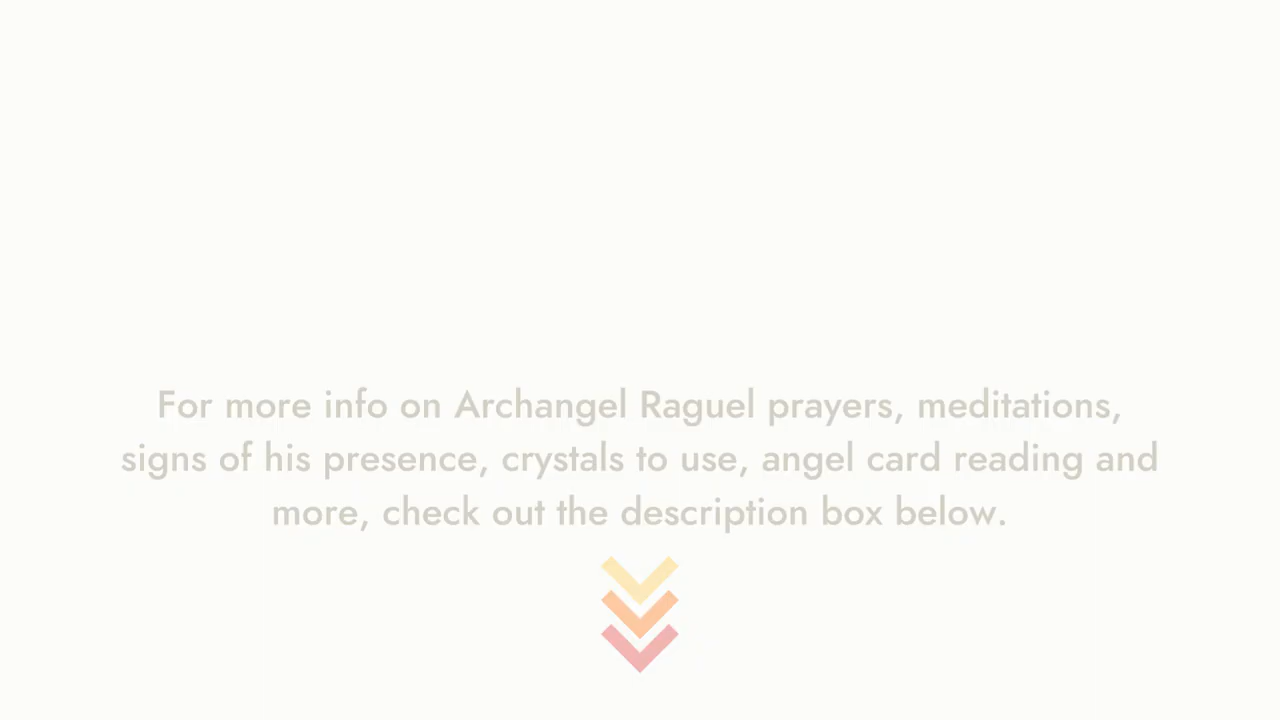 For more info on Archangel Raguel prayers, meditations,
signs of his presence, crystals to use, angel card reading and
more, check out the description box below.